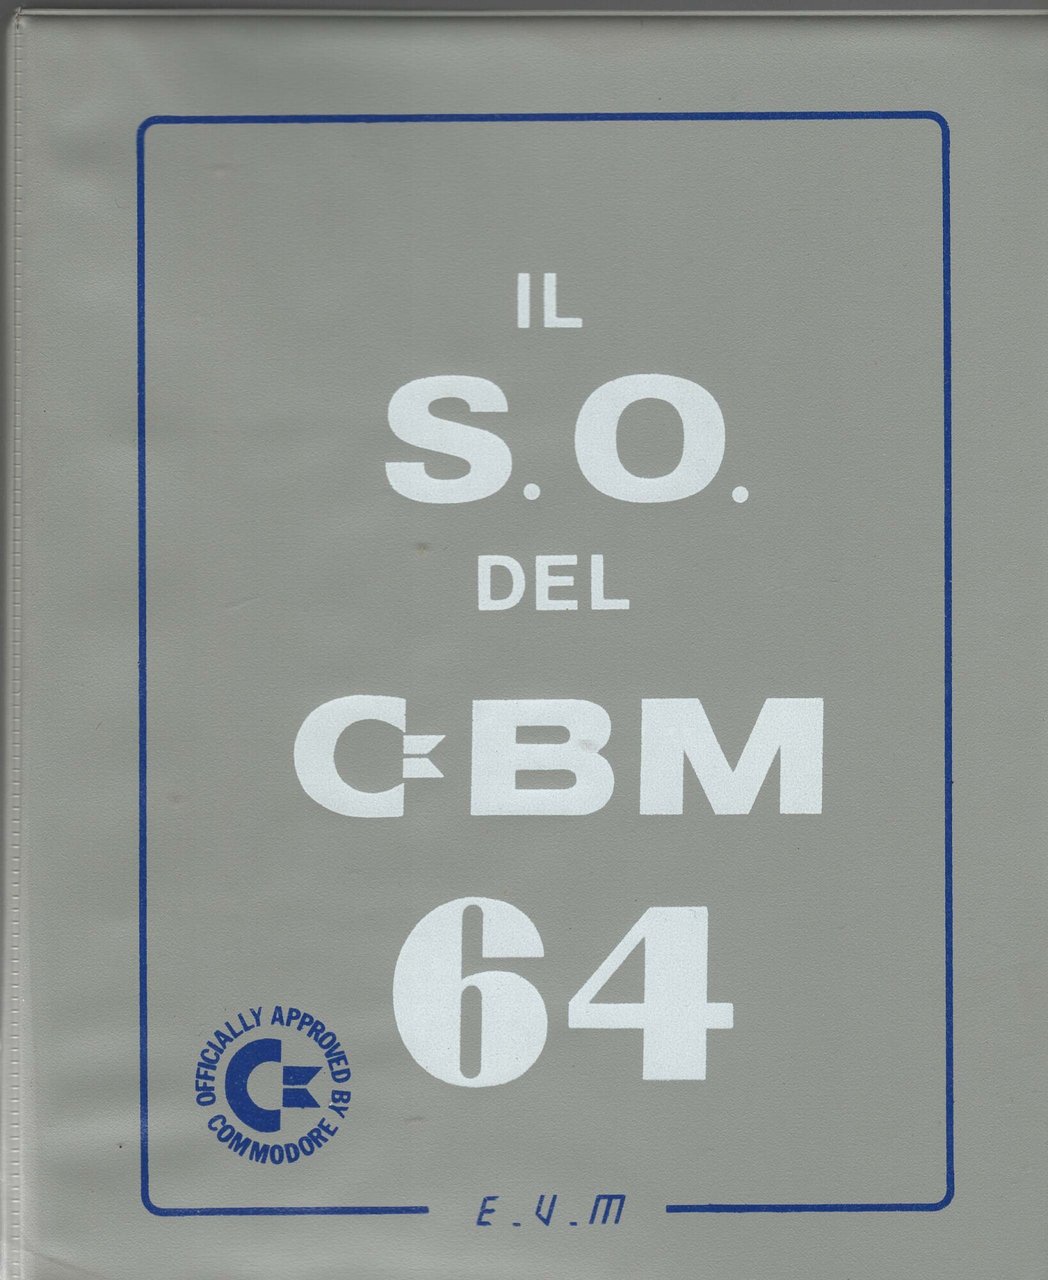 IL
S.O.
DEL
CBM
64
OFFICIALLY APPROVED BY
COMMODORE
E.V.M